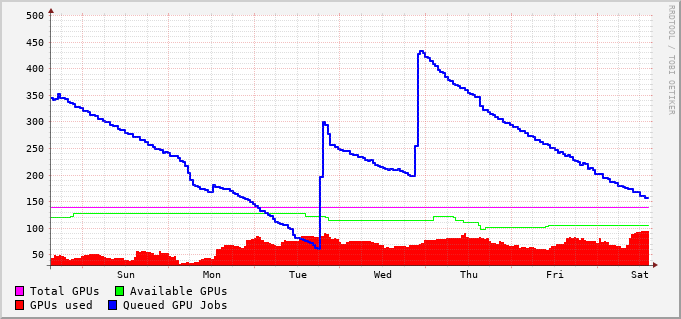 500
450
400
350
300
250
200
150
100
50
Sun Mon Tue Wed Thu Fri Sat
Total GPUs Available GPUs
GPUs used Queued GPU Jobs
RRDTOOL / TOBI OETIKER